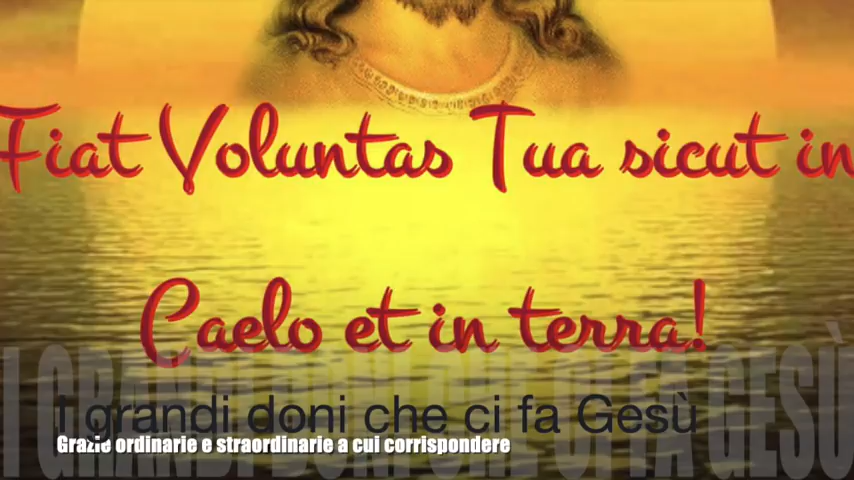 Fiat Voluntas Tua sicut in
Caelo et in terra!
I GRANDI DONI CHE CI FA GESÙ
I grandi doni che ci fa Gesù
Grazie ordinarie e straordinarie a cui corrispondere